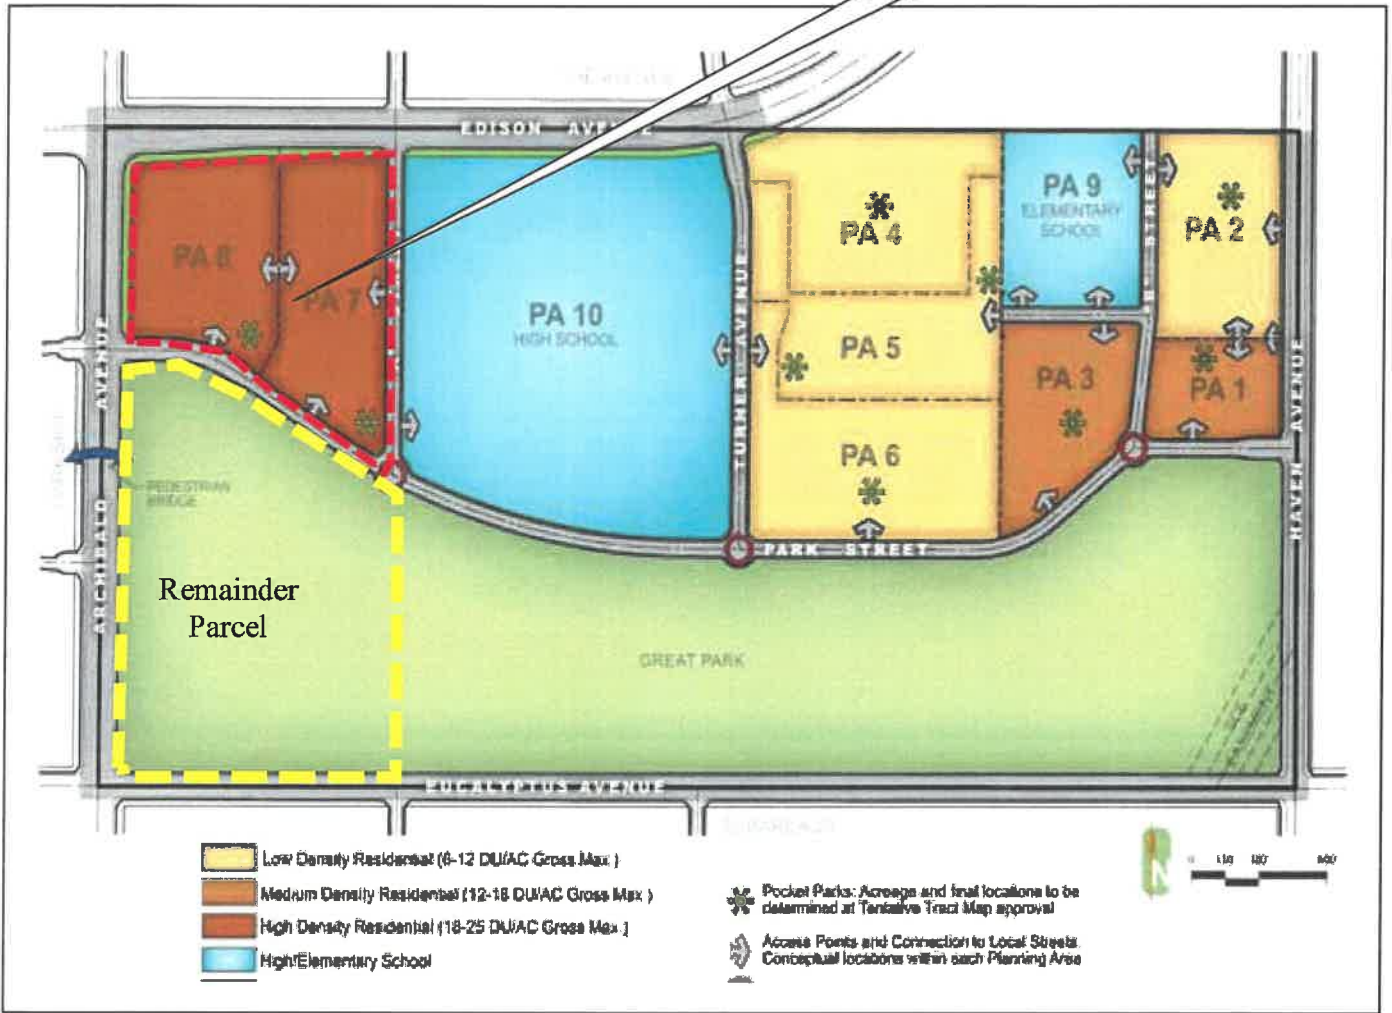 EDISON AVENUE
PA 8
PA 7
PA 10
HIGH SCHOOL
TURNER AVENUE
PA 4
PA 5
PA 6
PA 9
ELEMENTARY
SCHOOL
STREET
PA 2
PA 3
PA 1
ARCHIBALD AVENUE
HAVEN AVENUE
PEDESTRIAN
BRIDGE
PARK STREET
Remainder
Parcel
GREAT PARK
EUCALYPTUS AVENUE
Low Density Residential (6-12 DU/AC Gross Max.)
Medium Density Residential (12-18 DU/AC Gross Max.)
High Density Residential (18-25 DU/AC Gross Max.)
High/Elementary School
Pocket Parks: Acreage and final locations to be
determined at Tentative Tract Map approval
Access Points and Connection to Local Streets.
Conceptual locations within each Planning Area
N